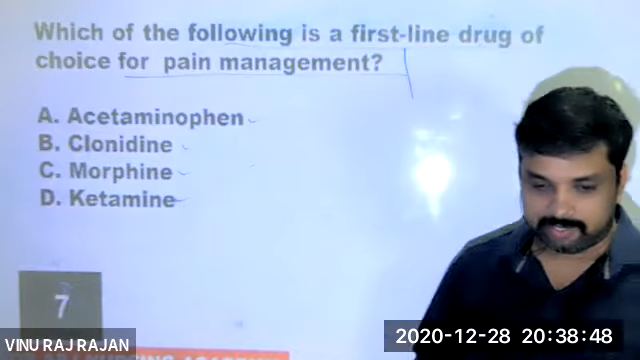 Which of the following is a first-line drug of
choice for pain management?
A. Acetaminophen
B. Clonidine
C. Morphine
D. Ketamine
7
VINU RAJ RAJAN
2020-12-28 20:38:48